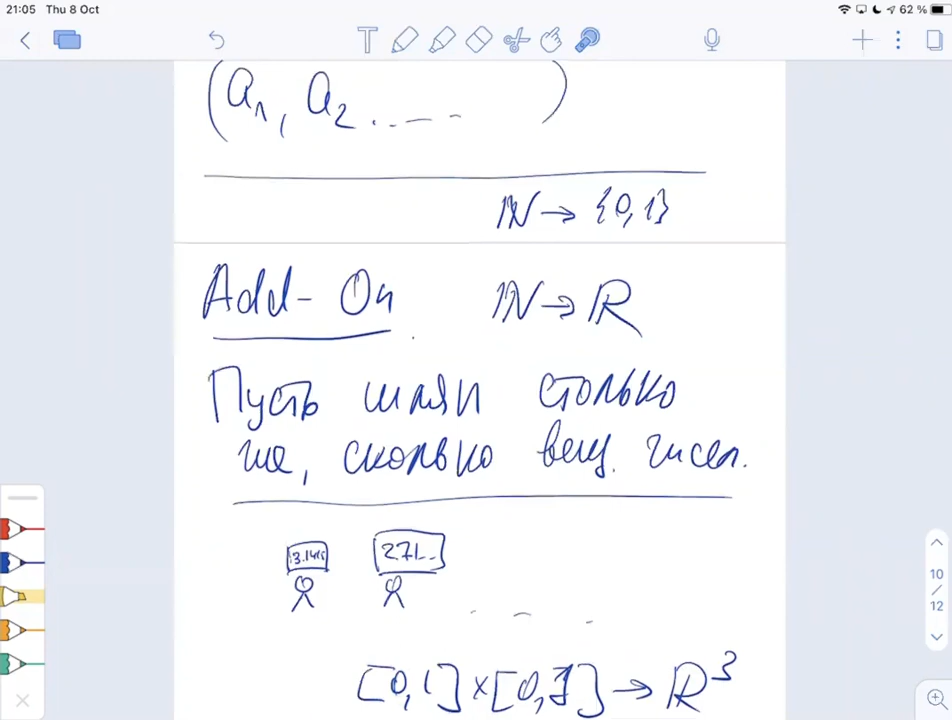 21:05 Thu 8 Oct
62 %
T
(a₁, a₂ ..... )
ℕ → {0,1}
Add-On ℕ → ℝ
Пусть шляп столько
же, сколько вещ. чисел.
3.1415 2.71..
[0,1]×[0,1] → ℝ³
10
/
12